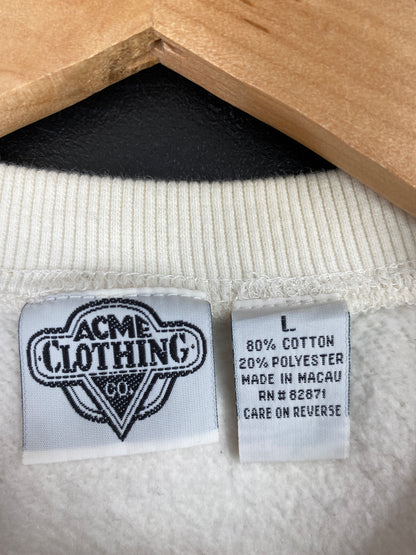 ACME
CLOTHING
CO.
L
80% COTTON
20% POLYESTER
MADE IN MACAU
RN# 82871
CARE ON REVERSE